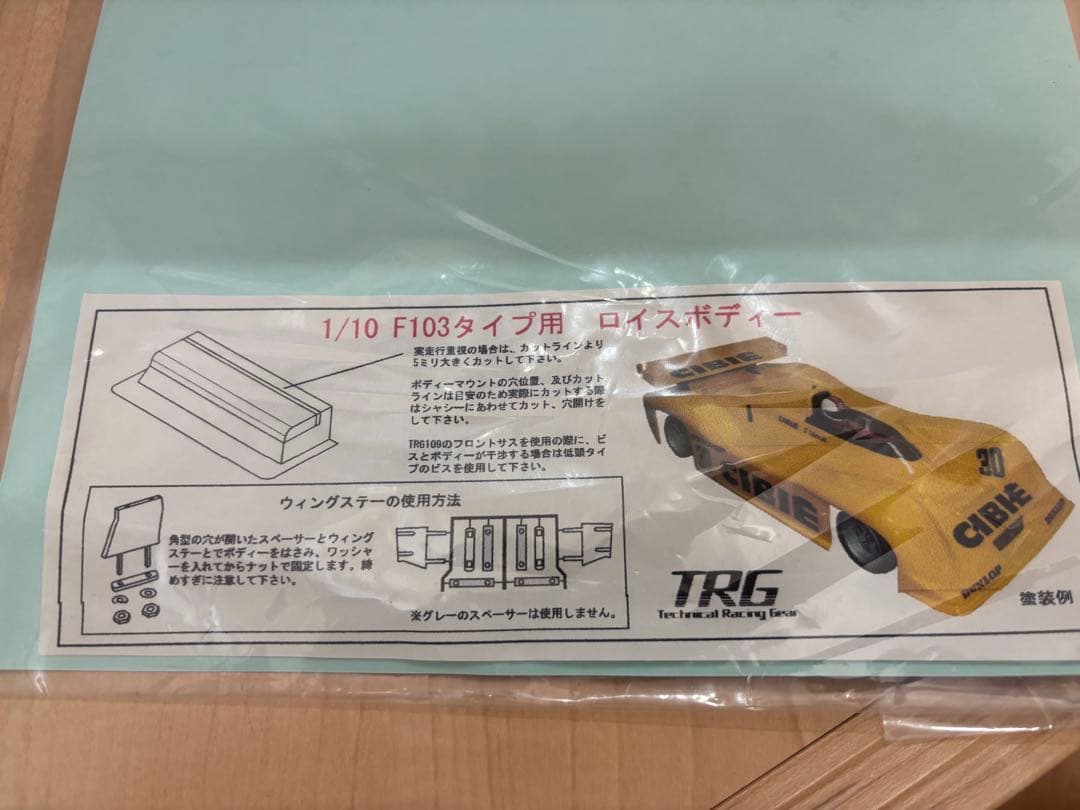 1/10 F103タイプ用　ロイスボディー
実走行重視の場合は、カットラインより
5ミリ大きくカットして下さい。
ボディーマウントの穴位置、及びカット
ラインは目安のため実際にカットする際
はシャシーにあわせてカット、穴開けを
して下さい。
TRG109のフロントサスを使用の際に、ビ
スとボディーが干渉する場合は低頭タイ
プのビスを使用して下さい。
ウィングステーの使用方法
角型の穴が開いたスペーサーとウィング
ステーとでボディーをはさみ、ワッシャ
ーを入れてからナットで固定します。締
めすぎに注意して下さい。
※グレーのスペーサーは使用しません。
CIBIE
CIBIE
30
CIBIE
DUNLOP
TRG
Technical Racing Gear
塗装例